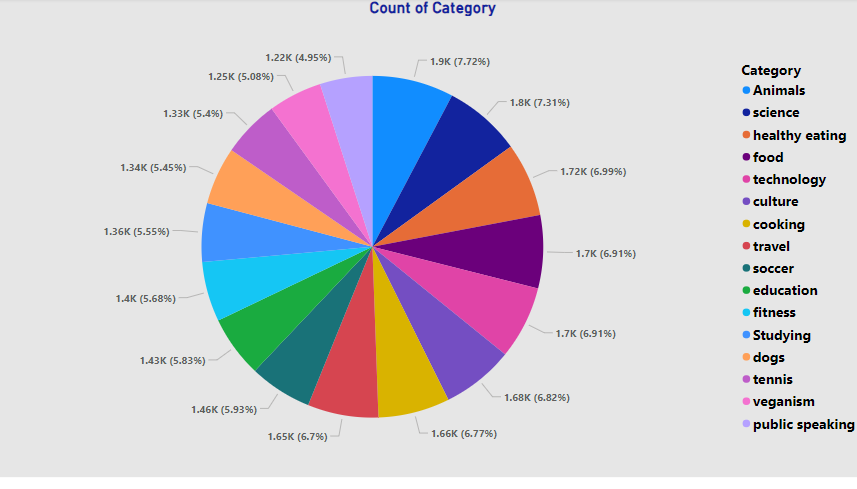 Count of Category
1.9K (7.72%)
1.8K (7.31%)
1.72K (6.99%)
1.7K (6.91%)
1.7K (6.91%)
1.68K (6.82%)
1.66K (6.77%)
1.65K (6.7%)
1.46K (5.93%)
1.43K (5.83%)
1.4K (5.68%)
1.36K (5.55%)
1.34K (5.45%)
1.33K (5.4%)
1.25K (5.08%)
1.22K (4.95%)
Category
Animals
science
healthy eating
food
technology
culture
cooking
travel
soccer
education
fitness
Studying
dogs
tennis
veganism
public speaking